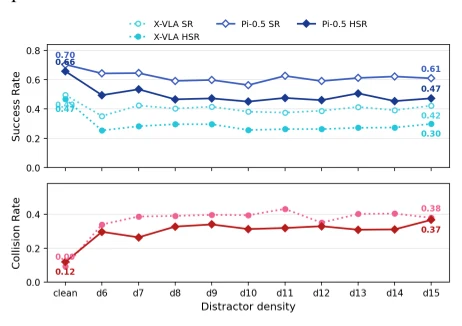 X-VLA SR
Pi-0.5 SR
Pi-0.5 HSR
X-VLA HSR
Success Rate
0.8
0.6
0.4
0.2
0.0
0.70
0.66
0.47
0.61
0.47
0.42
0.30
Collision Rate
0.4
0.2
0.0
0.12
0.38
0.37
clean d6 d7 d8 d9 d10 d11 d12 d13 d14 d15
Distractor density